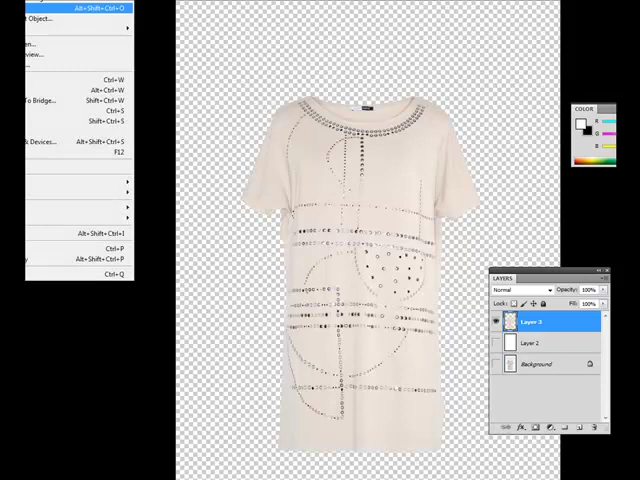 Alt+Shift+Ctrl+O
t Object...
en...
view...
Ctrl+W
Alt+Ctrl+W
To Bridge...
Shift+Ctrl+W
Ctrl+S
Shift+Ctrl+S
& Devices...
Alt+Shift+Ctrl+S
F12
Alt+Shift+Ctrl+I
Ctrl+P
Alt+Shift+Ctrl+P
Ctrl+Q
COLOR
R
G
B
LAYERS
Normal
Opacity: 100%
Lock:
Fill: 100%
Layer 3
Layer 2
Background